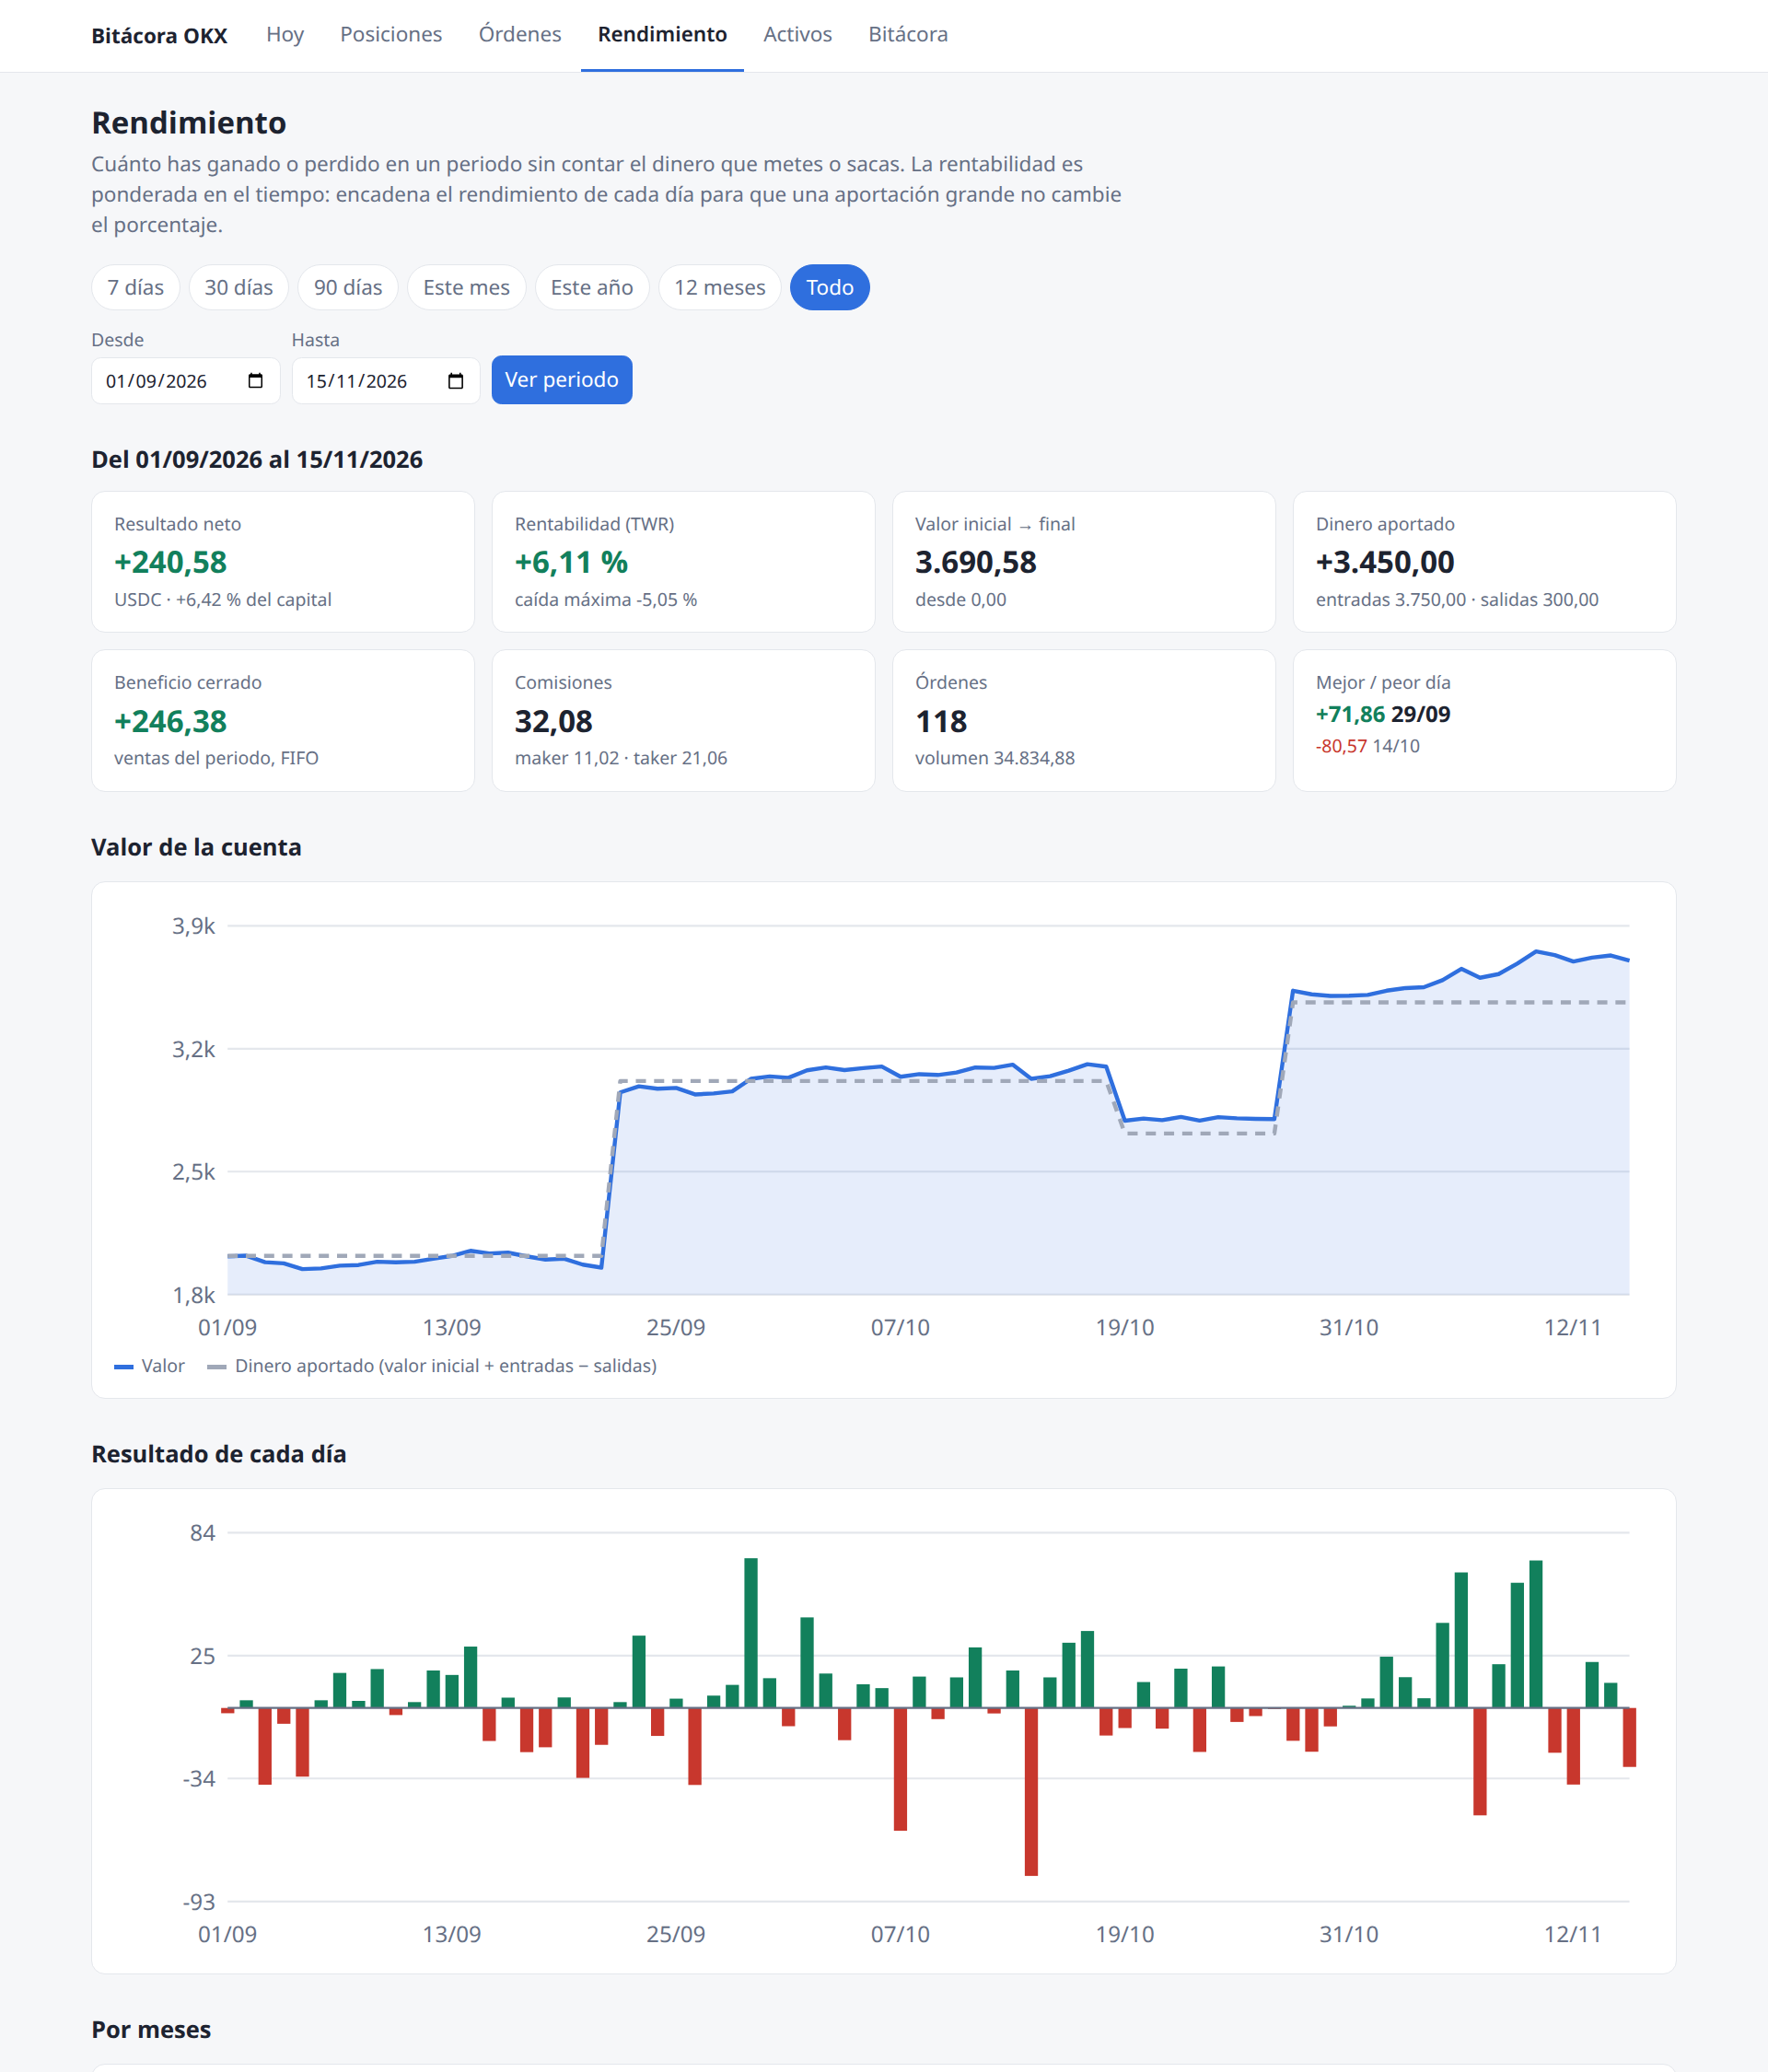 Bitácora OKX Hoy Posiciones Órdenes Rendimiento Activos Bitácora
Rendimiento
Cuánto has ganado o perdido en un periodo sin contar el dinero que metes o sacas. La rentabilidad es
ponderada en el tiempo: encadena el rendimiento de cada día para que una aportación grande no cambie
el porcentaje.
7 días 30 días 90 días Este mes Este año 12 meses Todo
Desde Hasta
01/09/2026 15/11/2026 Ver periodo
Del 01/09/2026 al 15/11/2026
Resultado neto
+240,58
USDC · +6,42 % del capital
Rentabilidad (TWR)
+6,11 %
caída máxima -5,05 %
Valor inicial → final
3.690,58
desde 0,00
Dinero aportado
+3.450,00
entradas 3.750,00 · salidas 300,00
Beneficio cerrado
+246,38
ventas del periodo, FIFO
Comisiones
32,08
maker 11,02 · taker 21,06
Órdenes
118
volumen 34.834,88
Mejor / peor día
+71,86 29/09
-80,57 14/10
Valor de la cuenta
3,9k
3,2k
2,5k
1,8k
01/09 13/09 25/09 07/10 19/10 31/10 12/11
Valor Dinero aportado (valor inicial + entradas − salidas)
Resultado de cada día
84
25
-34
-93
01/09 13/09 25/09 07/10 19/10 31/10 12/11
Por meses